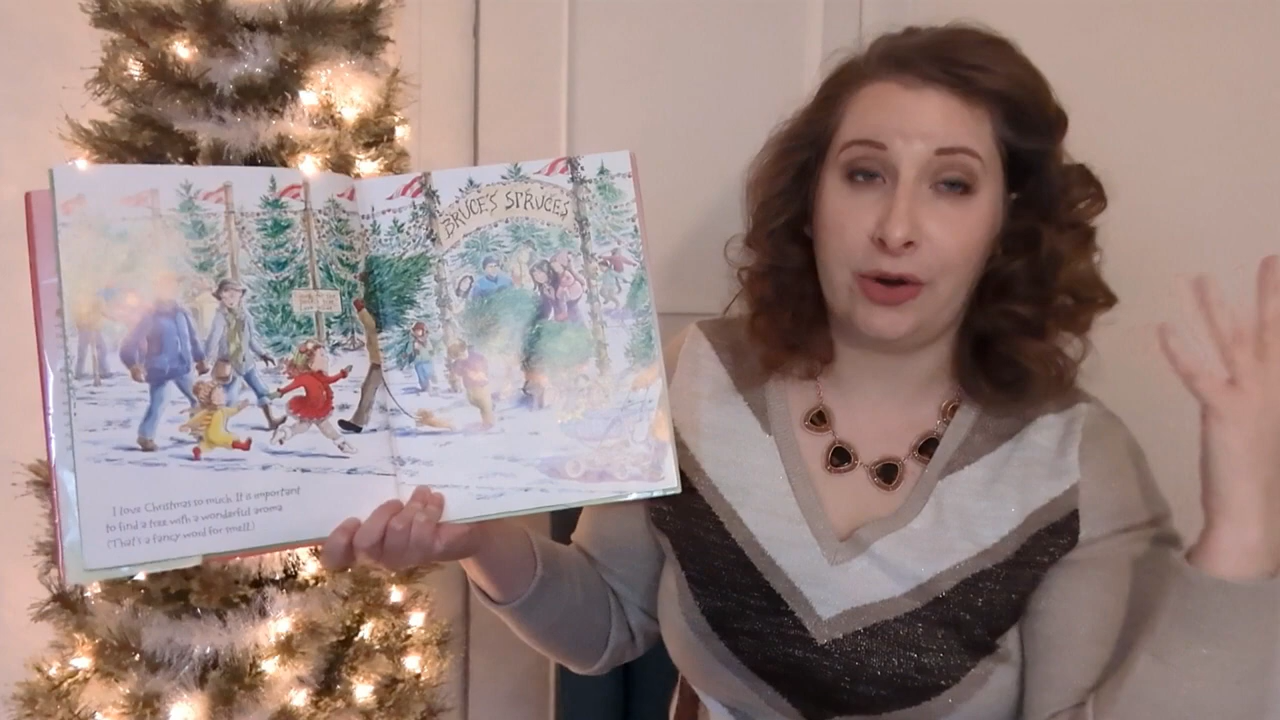 BRUCE'S SPRUCES
I love Christmas so much. It is important
to find a tree with a wonderful aroma.
(That's a fancy word for smell.)